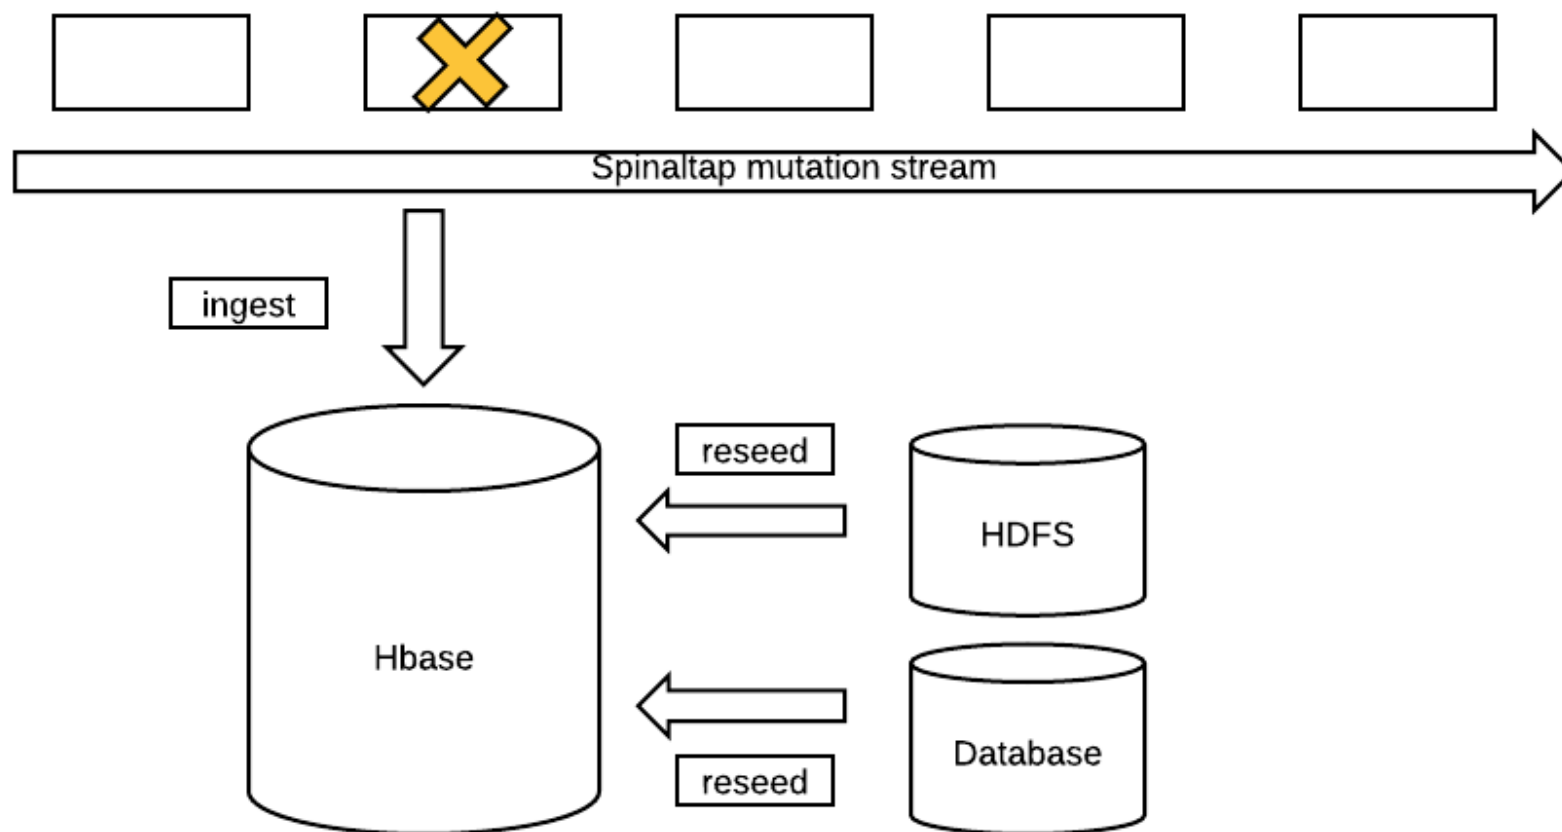 Spinaltap mutation stream
ingest
reseed
HDFS
Hbase
Database
reseed